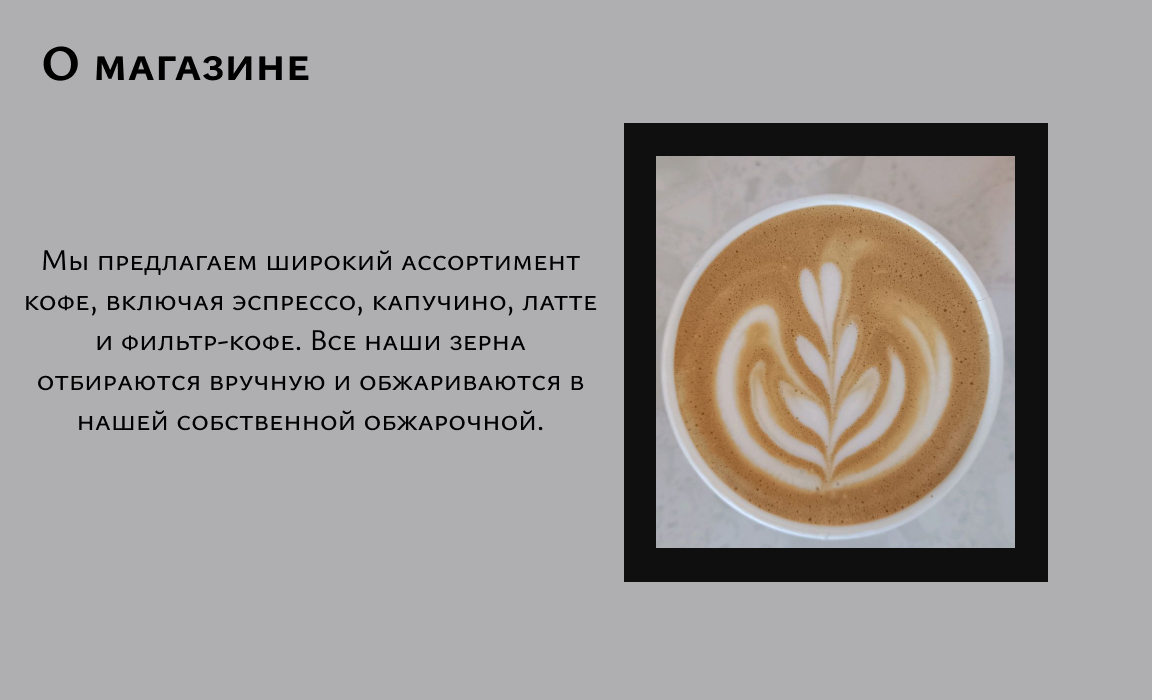 О магазине
Мы предлагаем широкий ассортимент
кофе, включая эспрессо, капучино, латте
и фильтр-кофе. Все наши зерна
отбираются вручную и обжариваются в
нашей собственной обжарочной.